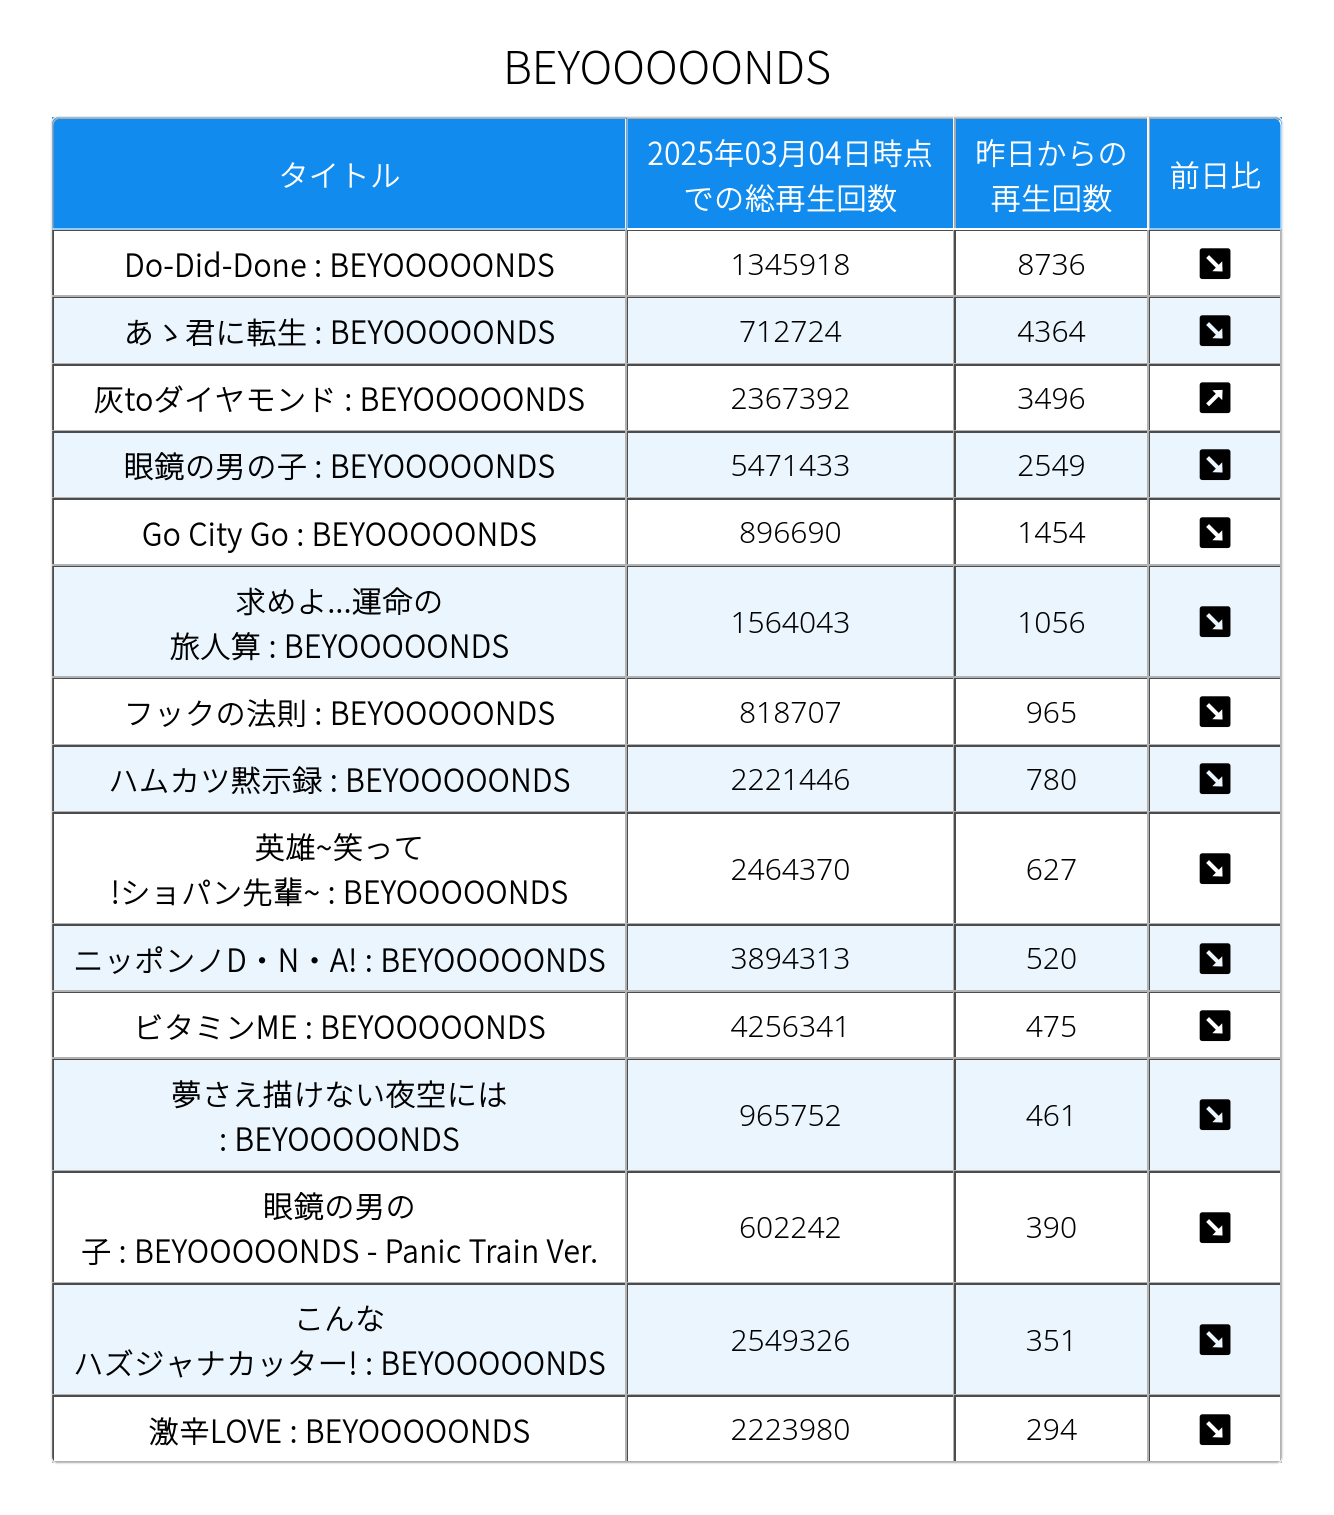 BEYOOOOONDS
タイトル
2025年03月04日時点
での総再生回数
昨日からの
再生回数
前日比
Do-Did-Done : BEYOOOOONDS
1345918
8736
あゝ君に転生 : BEYOOOOONDS
712724
4364
灰toダイヤモンド : BEYOOOOONDS
2367392
3496
眼鏡の男の子 : BEYOOOOONDS
5471433
2549
Go City Go : BEYOOOOONDS
896690
1454
求めよ...運命の
旅人算 : BEYOOOOONDS
1564043
1056
フックの法則 : BEYOOOOONDS
818707
965
ハムカツ黙示録 : BEYOOOOONDS
2221446
780
英雄~笑って
!ショパン先輩~ : BEYOOOOONDS
2464370
627
ニッポンノD・N・A! : BEYOOOOONDS
3894313
520
ビタミンME : BEYOOOOONDS
4256341
475
夢さえ描けない夜空には
: BEYOOOOONDS
965752
461
眼鏡の男の
子 : BEYOOOOONDS - Panic Train Ver.
602242
390
こんな
ハズジャナカッター! : BEYOOOOONDS
2549326
351
激辛LOVE : BEYOOOOONDS
2223980
294